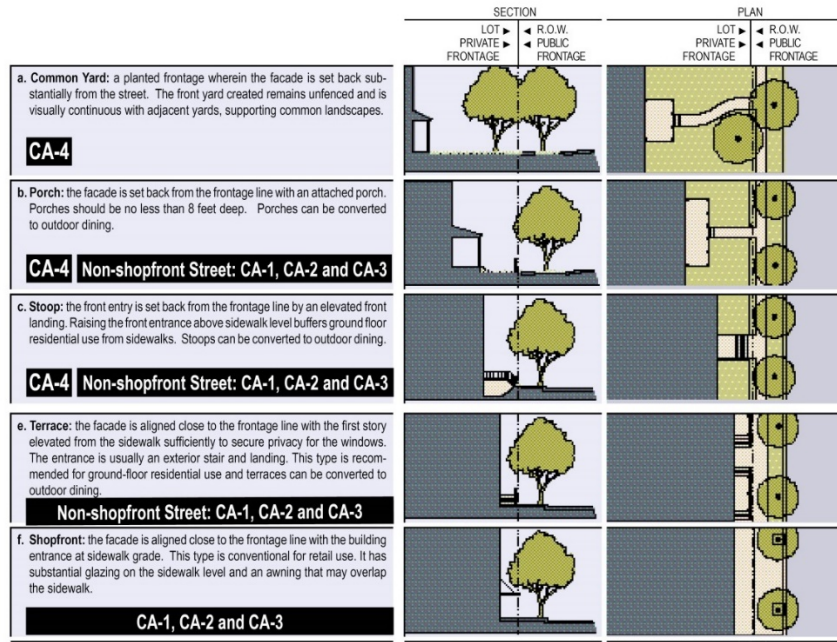 SECTION
PLAN
LOT ► ◄ R.O.W.
PRIVATE ► ◄ PUBLIC
FRONTAGE FRONTAGE
LOT ► ◄ R.O.W.
PRIVATE ► ◄ PUBLIC
FRONTAGE FRONTAGE
a. Common Yard: a planted frontage wherein the facade is set back sub-
stantially from the street. The front yard created remains unfenced and is
visually continuous with adjacent yards, supporting common landscapes.
CA-4
b. Porch: the facade is set back from the frontage line with an attached porch.
Porches should be no less than 8 feet deep. Porches can be converted
to outdoor dining.
CA-4 Non-shopfront Street: CA-1, CA-2 and CA-3
c. Stoop: the front entry is set back from the frontage line by an elevated front
landing. Raising the front entrance above sidewalk level buffers ground floor
residential use from sidewalks. Stoops can be converted to outdoor dining.
CA-4 Non-shopfront Street: CA-1, CA-2 and CA-3
e. Terrace: the facade is aligned close to the frontage line with the first story
elevated from the sidewalk sufficiently to secure privacy for the windows.
The entrance is usually an exterior stair and landing. This type is recom-
mended for ground-floor residential use and terraces can be converted to
outdoor dining.
Non-shopfront Street: CA-1, CA-2 and CA-3
f. Shopfront: the facade is aligned close to the frontage line with the building
entrance at sidewalk grade. This type is conventional for retail use. It has
substantial glazing on the sidewalk level and an awning that may overlap
the sidewalk.
CA-1, CA-2 and CA-3